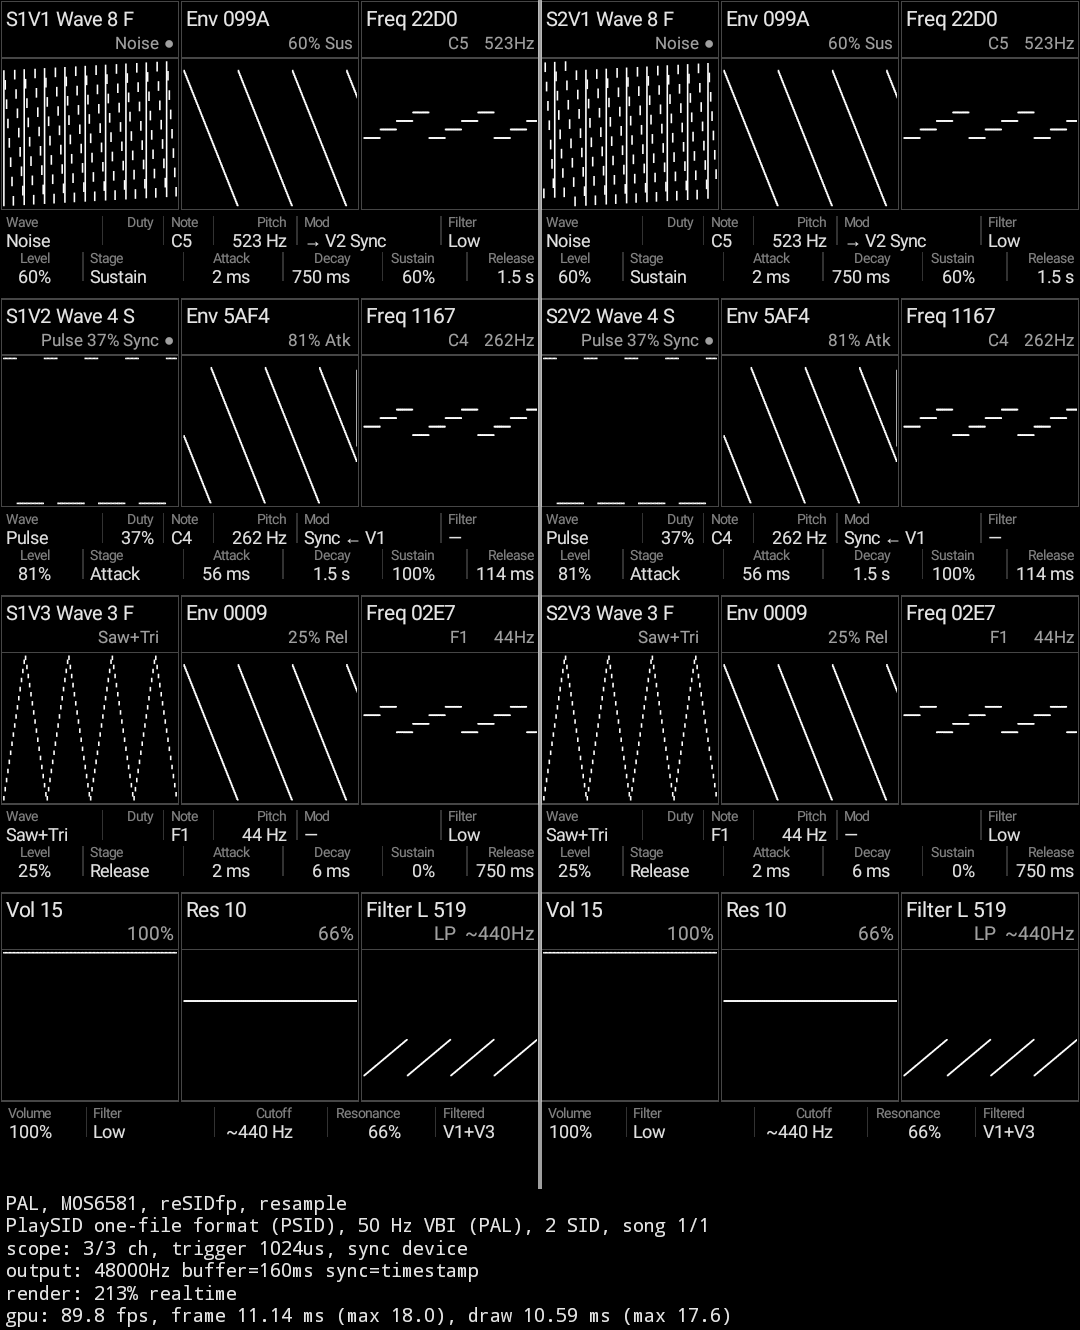 S1V1 Wave 8 F
Noise ●
Env 099A
60% Sus
Freq 22D0
C5 523Hz
S2V1 Wave 8 F
Noise ●
Env 099A
60% Sus
Freq 22D0
C5 523Hz
Wave Duty Note Pitch Mod Filter
Noise C5 523 Hz → V2 Sync Low
Level Stage Attack Decay Sustain Release
60% Sustain 2 ms 750 ms 60% 1.5 s
Wave Duty Note Pitch Mod Filter
Noise C5 523 Hz → V2 Sync Low
Level Stage Attack Decay Sustain Release
60% Sustain 2 ms 750 ms 60% 1.5 s
S1V2 Wave 4 S
Pulse 37% Sync ●
Env 5AF4
81% Atk
Freq 1167
C4 262Hz
S2V2 Wave 4 S
Pulse 37% Sync ●
Env 5AF4
81% Atk
Freq 1167
C4 262Hz
Wave Duty Note Pitch Mod Filter
Pulse 37% C4 262 Hz Sync ← V1 –
Level Stage Attack Decay Sustain Release
81% Attack 56 ms 1.5 s 100% 114 ms
Wave Duty Note Pitch Mod Filter
Pulse 37% C4 262 Hz Sync ← V1 –
Level Stage Attack Decay Sustain Release
81% Attack 56 ms 1.5 s 100% 114 ms
S1V3 Wave 3 F
Saw+Tri
Env 0009
25% Rel
Freq 02E7
F1 44Hz
S2V3 Wave 3 F
Saw+Tri
Env 0009
25% Rel
Freq 02E7
F1 44Hz
Wave Duty Note Pitch Mod Filter
Saw+Tri F1 44 Hz – Low
Level Stage Attack Decay Sustain Release
25% Release 2 ms 6 ms 0% 750 ms
Wave Duty Note Pitch Mod Filter
Saw+Tri F1 44 Hz – Low
Level Stage Attack Decay Sustain Release
25% Release 2 ms 6 ms 0% 750 ms
Vol 15
100%
Res 10
66%
Filter L 519
LP ~440Hz
Vol 15
100%
Res 10
66%
Filter L 519
LP ~440Hz
Volume Filter Cutoff Resonance Filtered
100% Low ~440 Hz 66% V1+V3
Volume Filter Cutoff Resonance Filtered
100% Low ~440 Hz 66% V1+V3
PAL, MOS6581, reSIDfp, resample
PlaySID one-file format (PSID), 50 Hz VBI (PAL), 2 SID, song 1/1
scope: 3/3 ch, trigger 1024us, sync device
output: 48000Hz buffer=160ms sync=timestamp
render: 213% realtime
gpu: 89.8 fps, frame 11.14 ms (max 18.0), draw 10.59 ms (max 17.6)